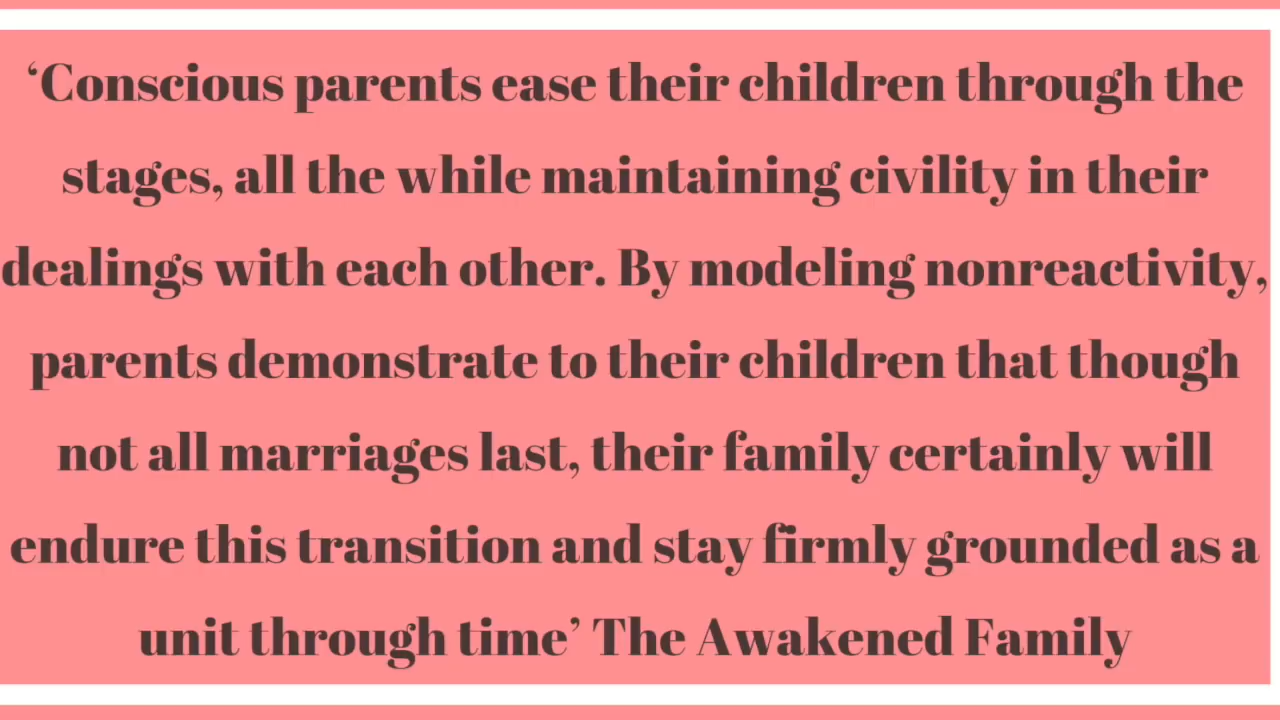 ‘Conscious parents ease their children through the
stages, all the while maintaining civility in their
dealings with each other. By modeling nonreactivity,
parents demonstrate to their children that though
not all marriages last, their family certainly will
endure this transition and stay firmly grounded as a
unit through time’ The Awakened Family